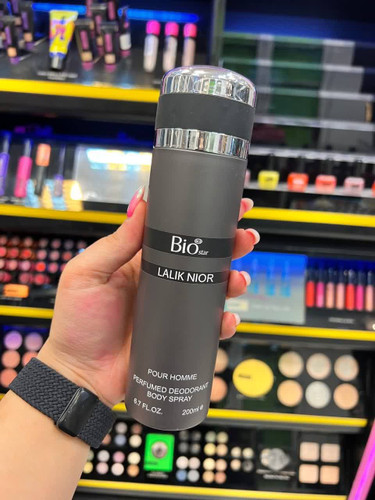 Bio
star
LALIK NIOR
POUR HOMME
PERFUMED DEODORANT
BODY SPRAY
6.7 FL.OZ. 200ml e